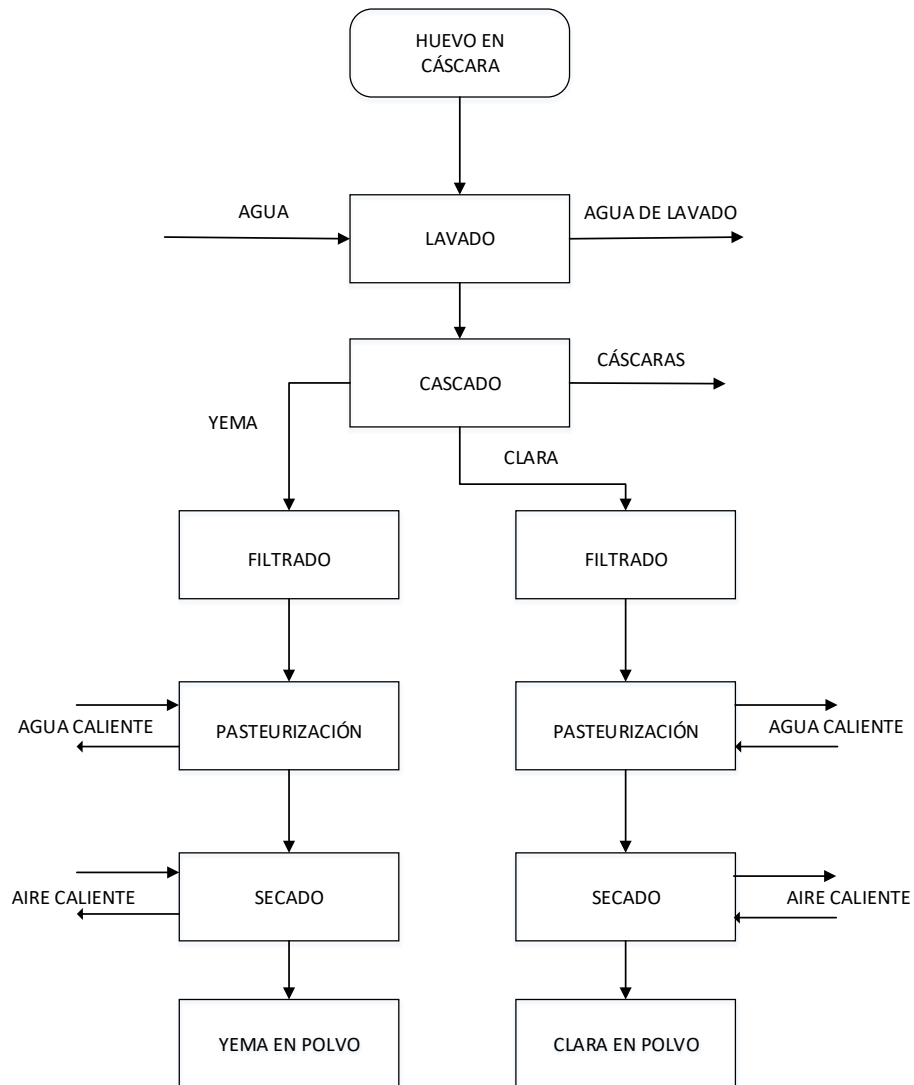 HUEVO EN
CÁSCARA
AGUA
AGUA DE LAVADO
LAVADO
CÁSCARAS
CASCADO
YEMA
CLARA
FILTRADO
FILTRADO
AGUA CALIENTE
PASTEURIZACIÓN
PASTEURIZACIÓN
AGUA CALIENTE
AIRE CALIENTE
SECADO
SECADO
AIRE CALIENTE
YEMA EN POLVO
CLARA EN POLVO